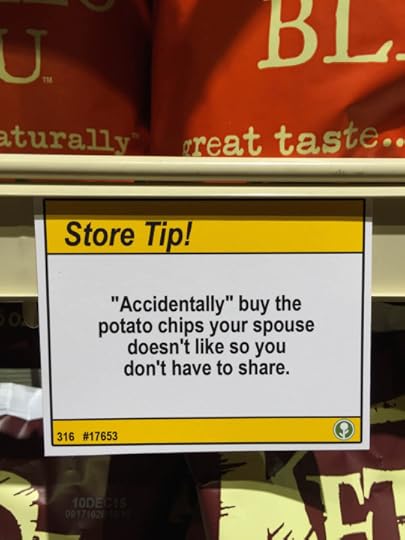 U
TM
BL
aturally
great taste...
Store Tip!
"Accidentally" buy the
potato chips your spouse
doesn't like so you
don't have to share.
316 #17653
10DEC15